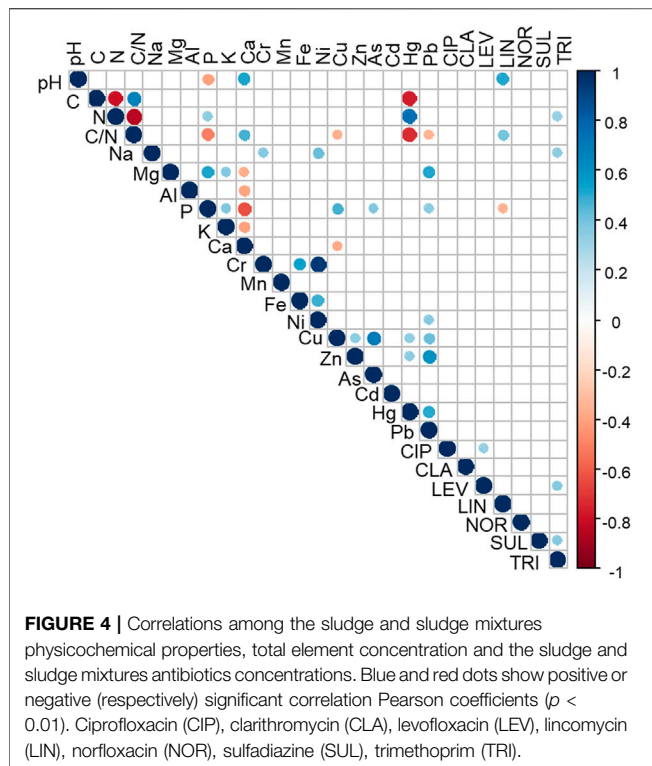 pH C N C/N Na Mg Al P K Ca Cr Mn Fe Ni Cu Zn As Cd Hg Pb CIP CLA LEV LIN NOR SUL TRI
pH
C
N
C/N
Na
Mg
Al
P
K
Ca
Cr
Mn
Fe
Ni
Cu
Zn
As
Cd
Hg
Pb
CIP
CLA
LEV
LIN
NOR
SUL
TRI
1
0.8
0.6
0.4
0.2
0
-0.2
-0.4
-0.6
-0.8
-1
FIGURE 4 | Correlations among the sludge and sludge mixtures
physicochemical properties, total element concentration and the sludge and
sludge mixtures antibiotics concentrations. Blue and red dots show positive or
negative (respectively) significant correlation Pearson coefficients (p <
0.01). Ciprofloxacin (CIP), clarithromycin (CLA), levofloxacin (LEV), lincomycin
(LIN), norfloxacin (NOR), sulfadiazine (SUL), trimethoprim (TRI).